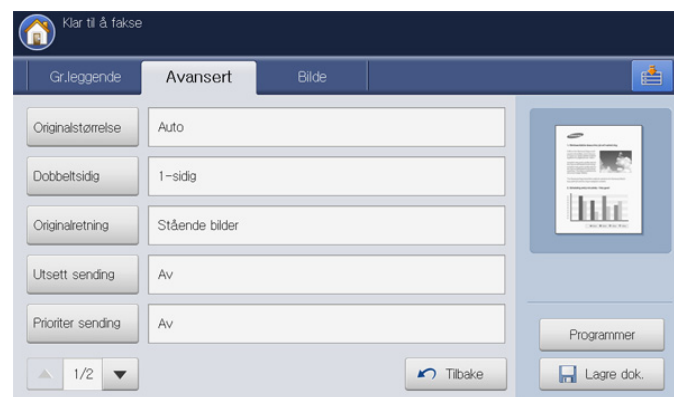 Klar til å fakse
Gr.leggende
Avansert
Bilde
Originalstørrelse
Auto
Dobbeltsidig
1-sidig
Originalretning
Stående bilder
Utsett sending
Av
Prioriter sending
Av
Programmer
1/2
Tilbake
Lagre dok.